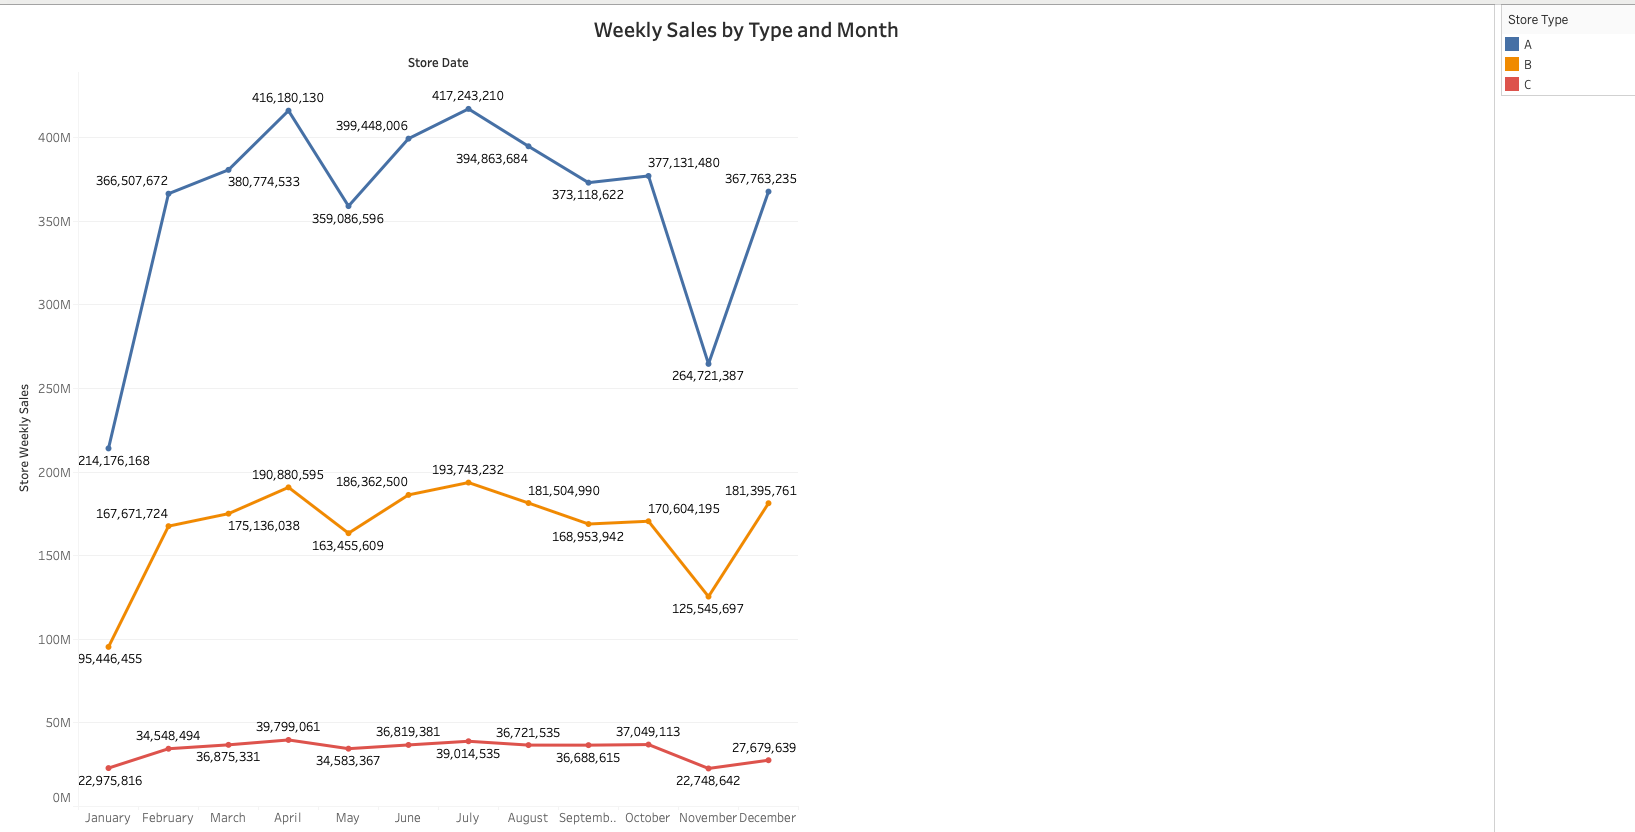 Weekly Sales by Type and Month
Store Type
A
B
C
Store Date
Store Weekly Sales
400M
350M
300M
250M
200M
150M
100M
50M
0M
214,176,168
366,507,672
380,774,533
416,180,130
359,086,596
399,448,006
417,243,210
394,863,684
373,118,622
377,131,480
264,721,387
367,763,235
95,446,455
167,671,724
175,136,038
190,880,595
163,455,609
186,362,500
193,743,232
181,504,990
168,953,942
170,604,195
125,545,697
181,395,761
22,975,816
34,548,494
36,875,331
39,799,061
34,583,367
36,819,381
39,014,535
36,721,535
36,688,615
37,049,113
22,748,642
27,679,639
January February March April May June July August Septemb.. October November December